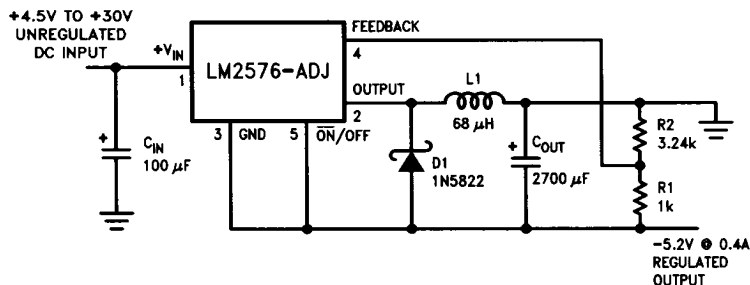 +4.5V TO +30V
UNREGULATED
DC INPUT
+VIN
1
LM2576-ADJ
FEEDBACK
4
OUTPUT
2
3 GND
5 ON/OFF
+
CIN
100 μF
L1
68 μH
D1
1N5822
+
COUT
2700 μF
R2
3.24k
R1
1k
-5.2V @ 0.4A
REGULATED
OUTPUT